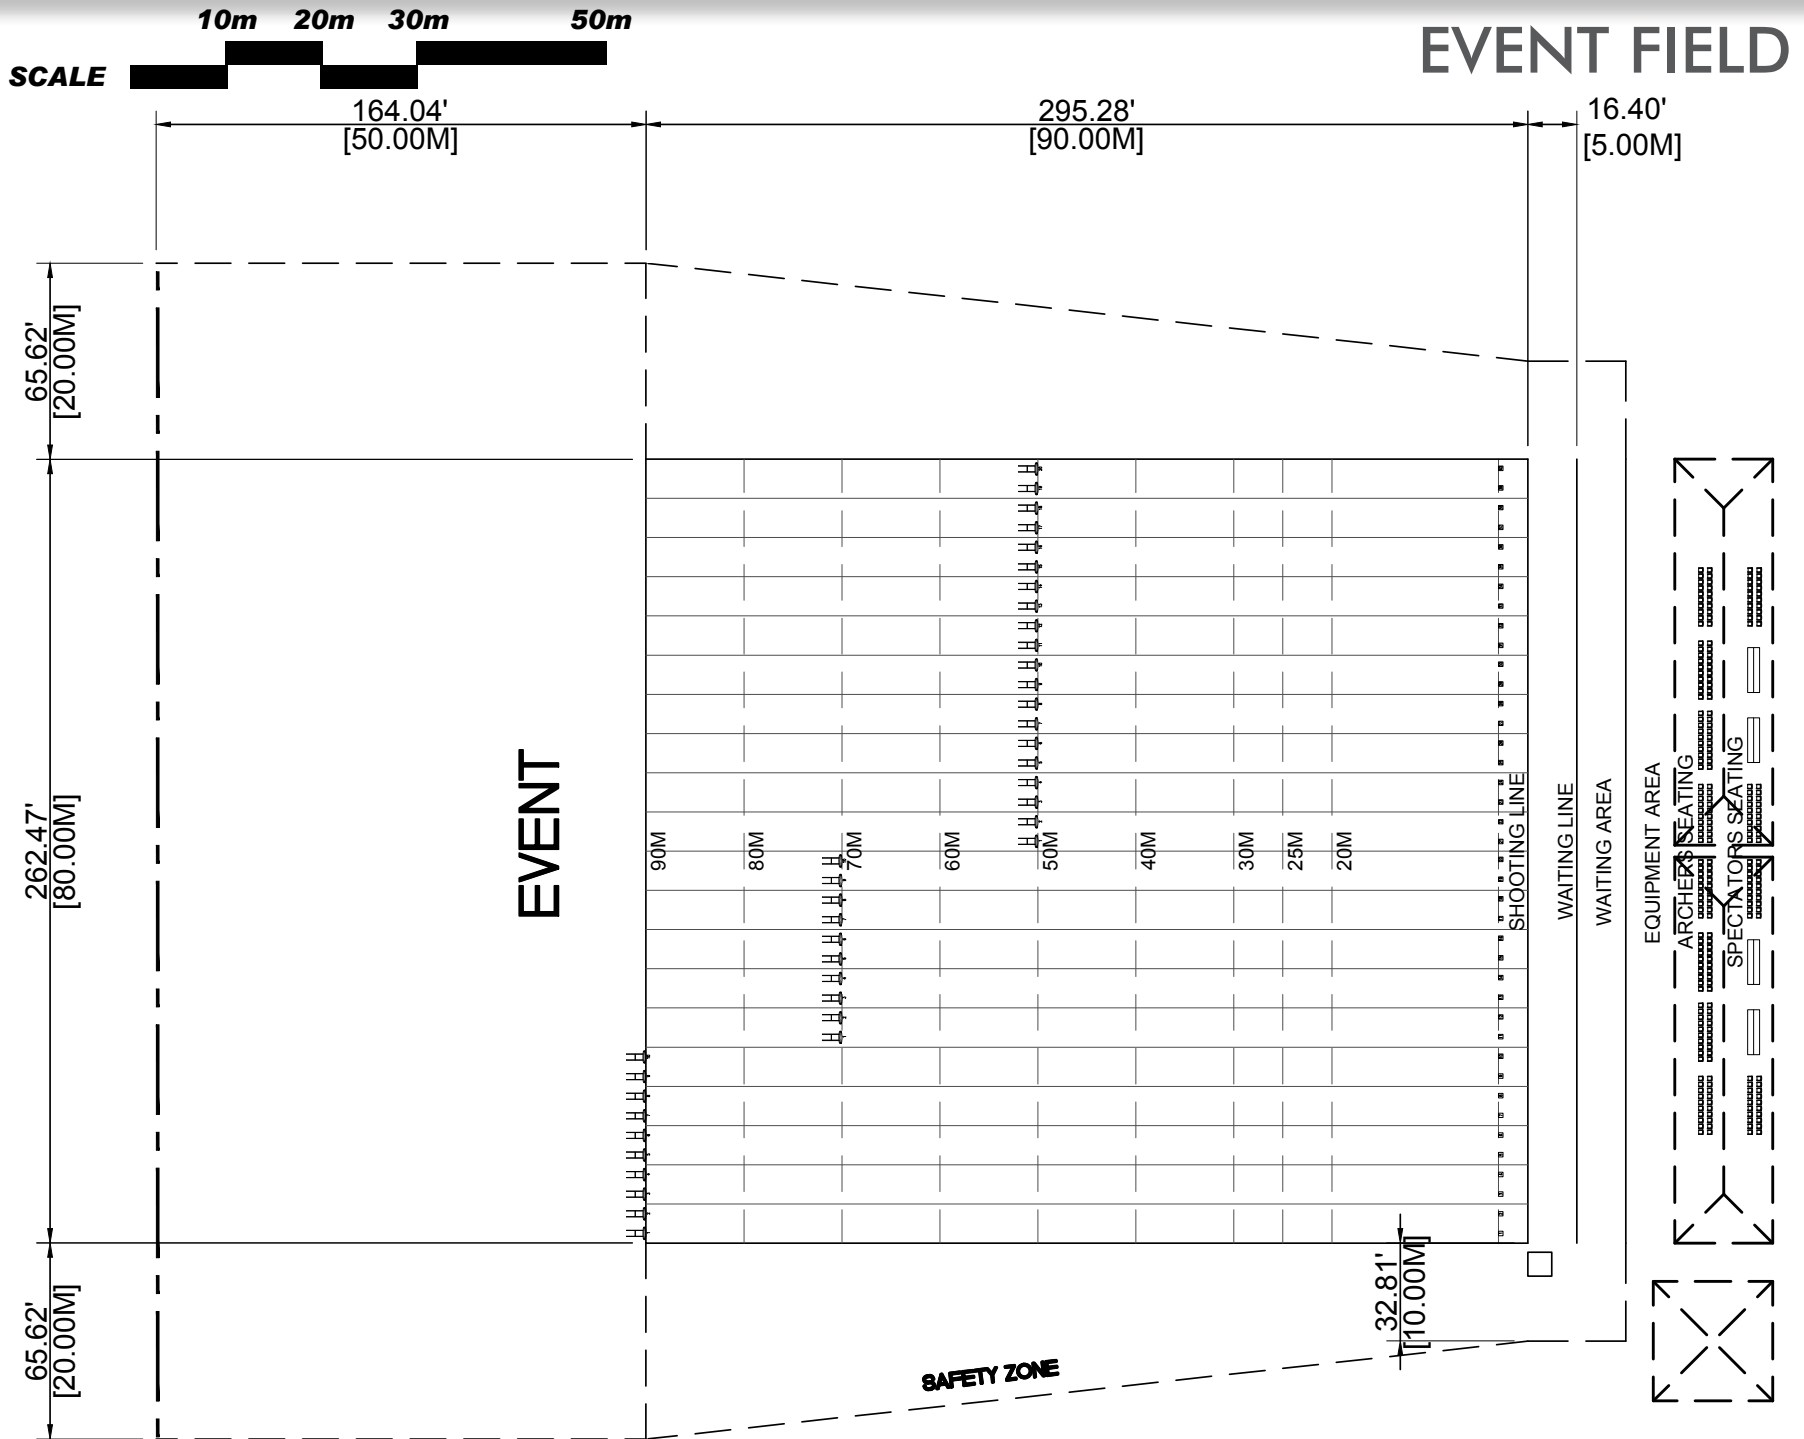 10m 20m 30m 50m
SCALE
EVENT FIELD
164.04'
[50.00M]
295.28'
[90.00M]
16.40'
[5.00M]
65.62'
[20.00M]
262.47'
[80.00M]
65.62'
[20.00M]
EVENT
90M
80M
70M
60M
50M
40M
30M
25M
20M
SHOOTING LINE
WAITING LINE
WAITING AREA
EQUIPMENT AREA
ARCHERS SEATING
SPECTATORS SEATING
32.81'
[10.00M]
SAFETY ZONE